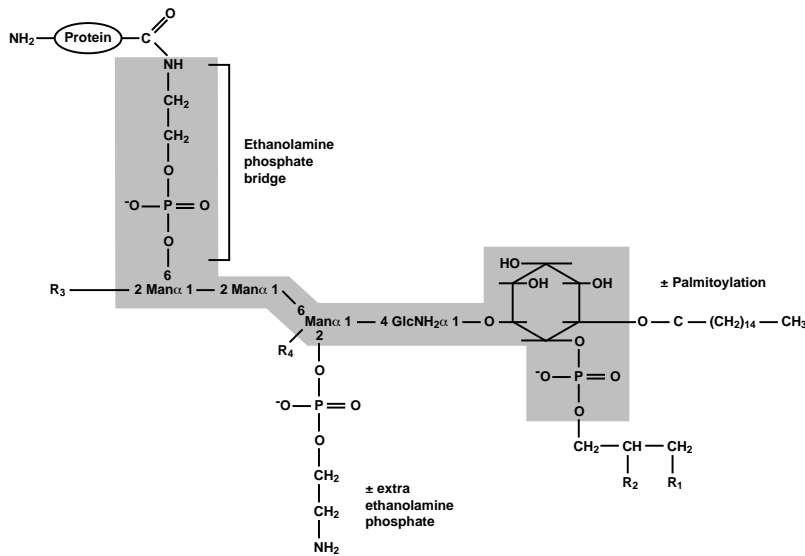 O
NH₂ Protein C
NH
CH₂
CH₂
Ethanolamine
phosphate
bridge
O
⁻O P O
O
6
HO
OH OH
± Palmitoylation
R₃ 2 Manα 1 2 Manα 1
6
Manα 1 4 GlcNH₂α 1 O O C (CH)₁₄ CH₃
2
R₄
O
O
⁻O P O
O
⁻O P O
O
O
CH₂ CH CH₂
CH₂
R₂ R₁
± extra
ethanolamine
phosphate
CH₂
NH₂